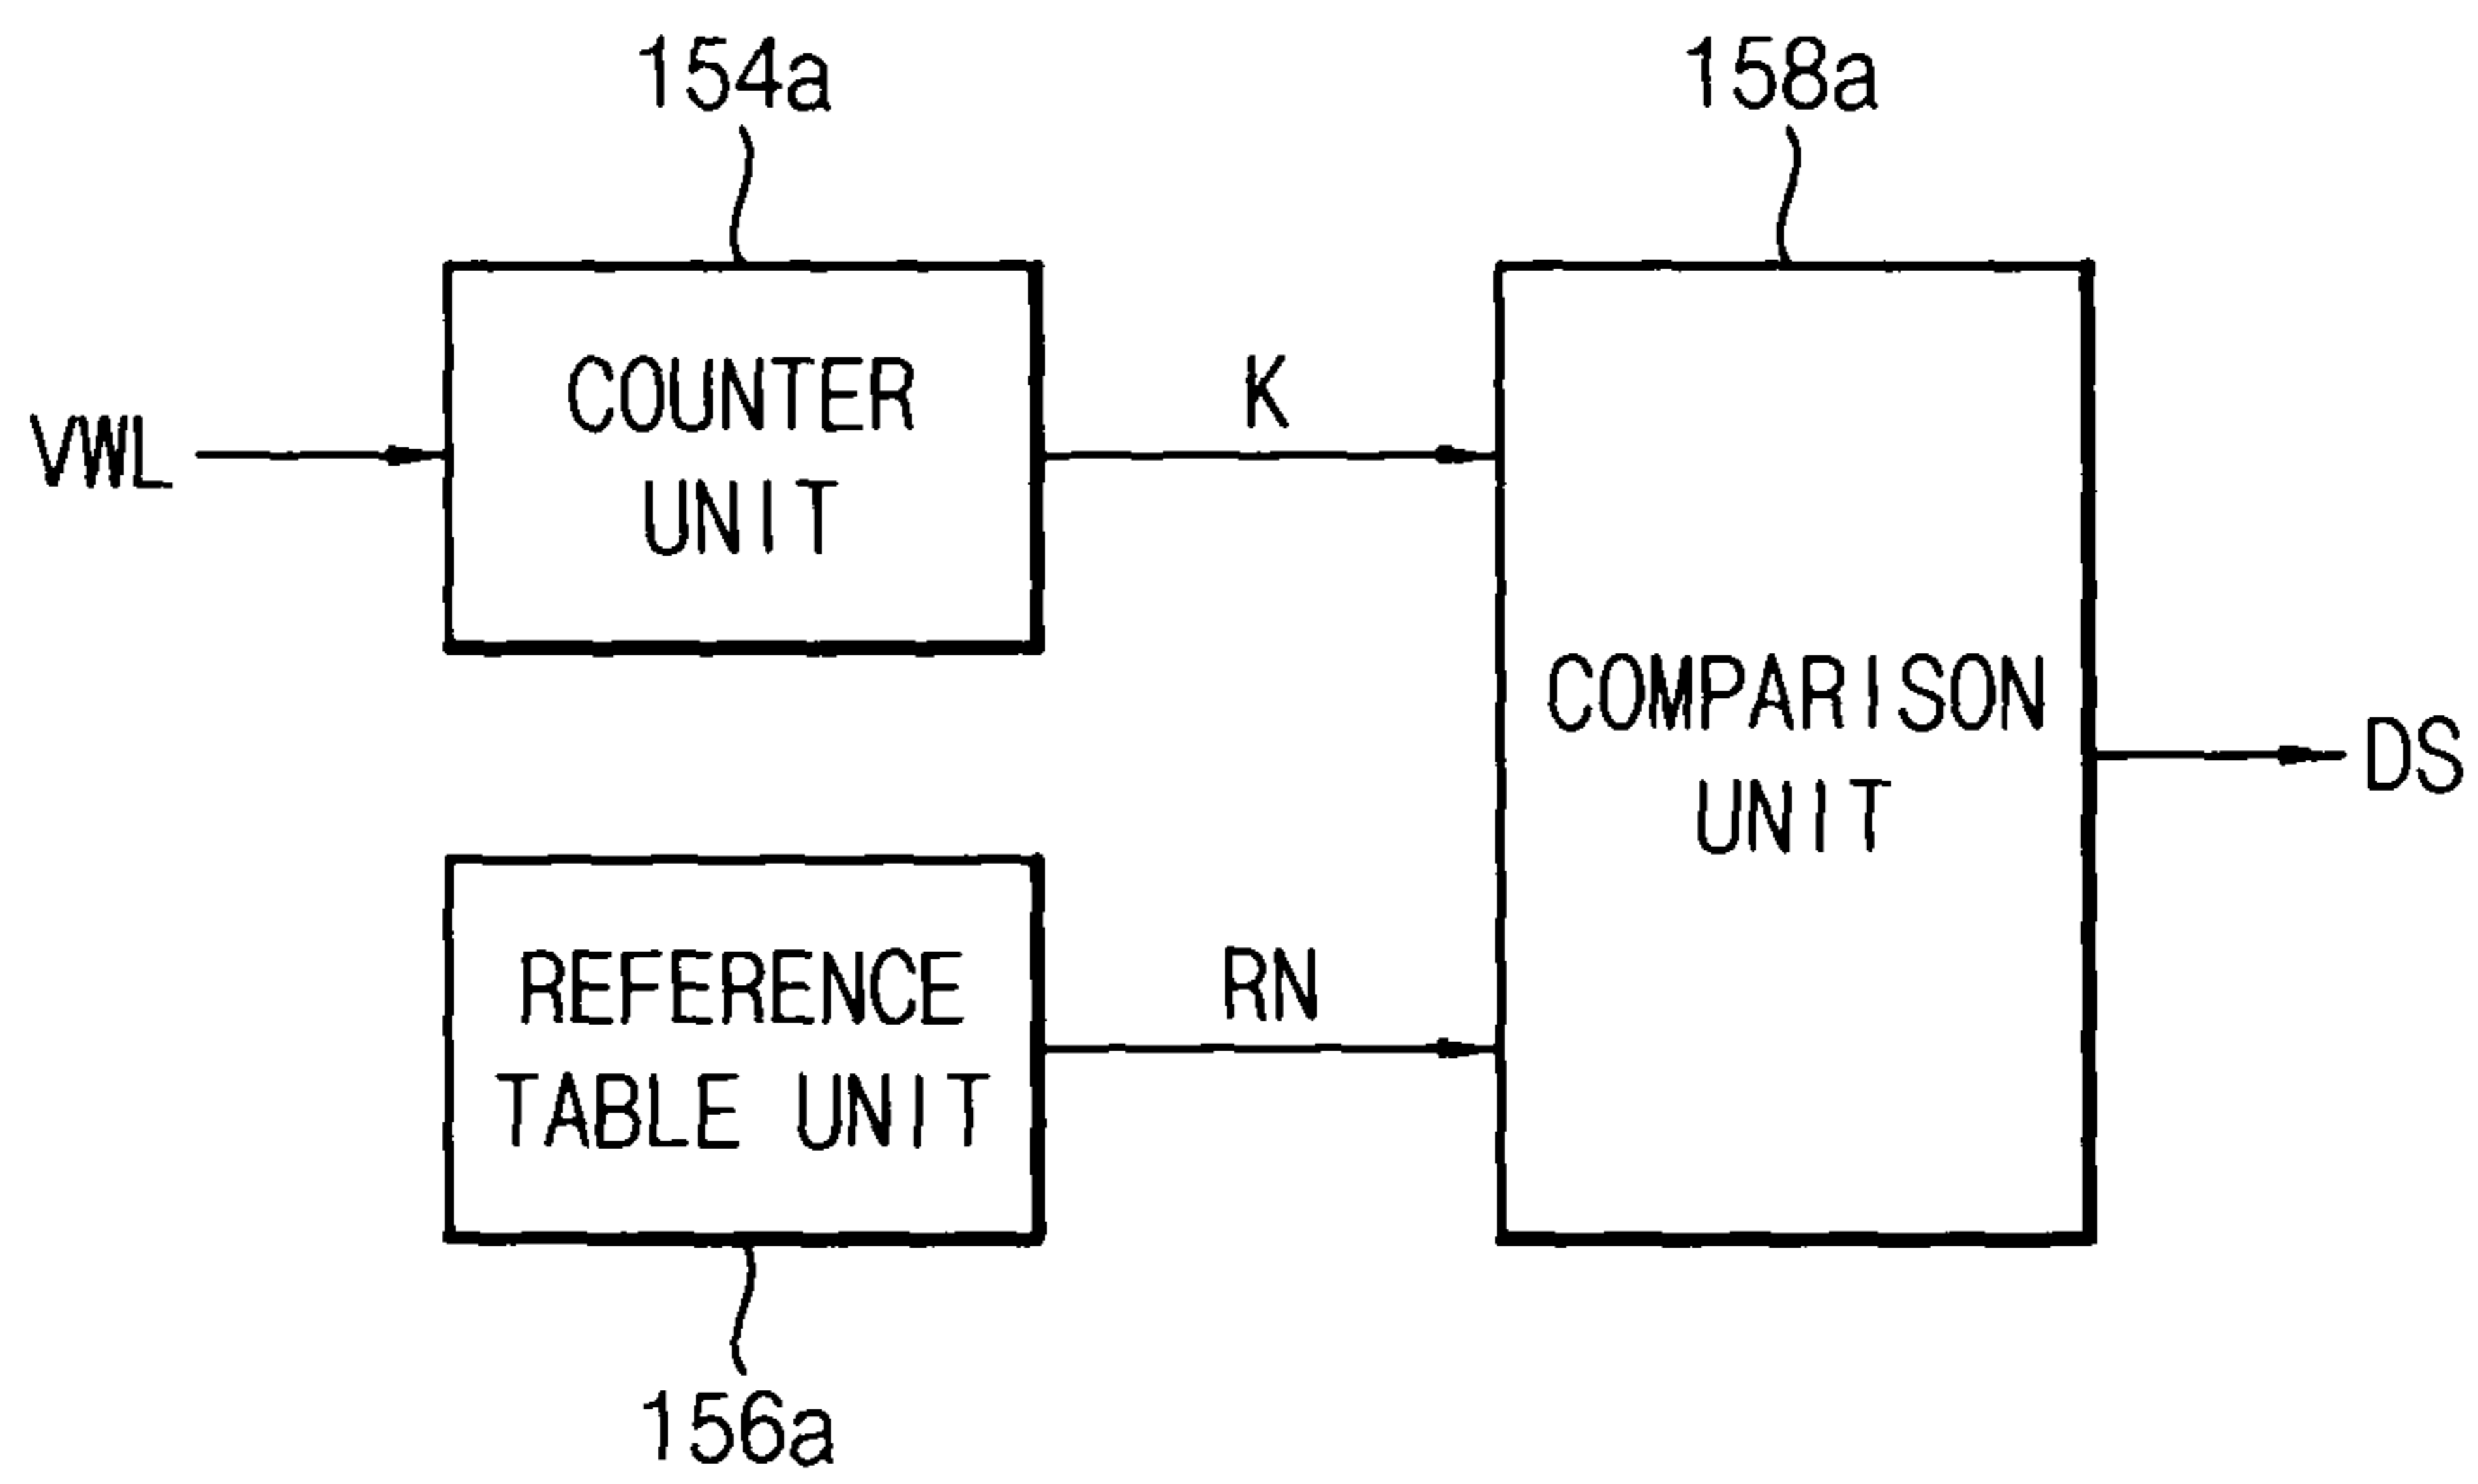 154a
158a
COUNTER
UNIT
VWL
K
COMPARISON
UNIT
DS
REFERENCE
TABLE UNIT
RN
156a